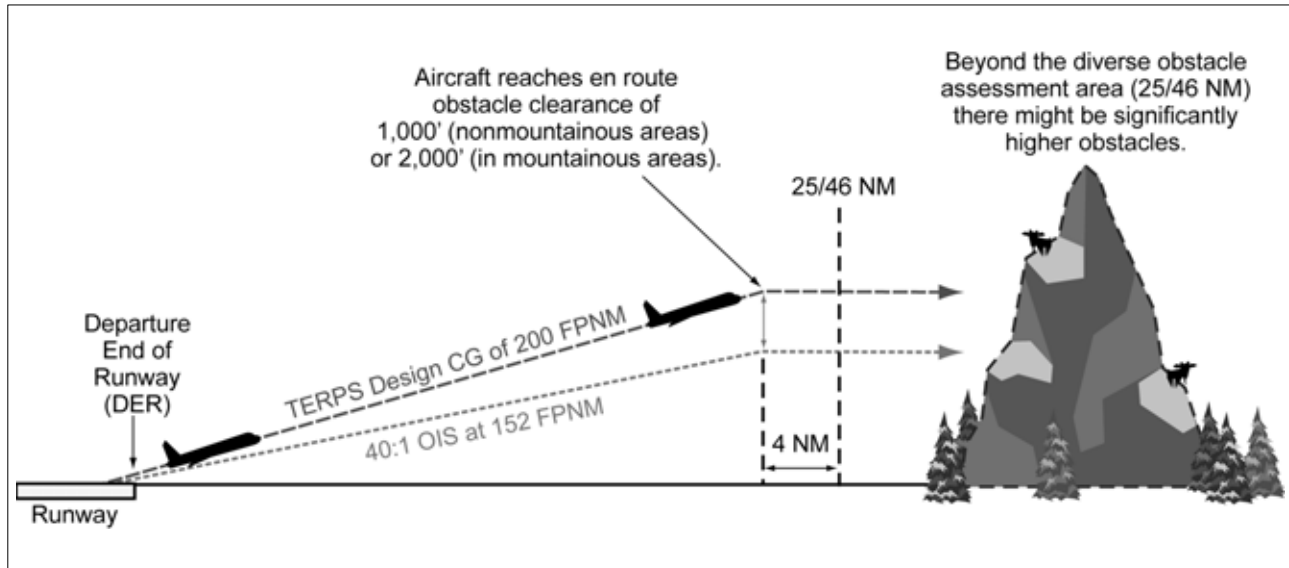 Aircraft reaches en route
obstacle clearance of
1,000' (nonmountainous areas)
or 2,000' (in mountainous areas).
Beyond the diverse obstacle
assessment area (25/46 NM)
there might be significantly
higher obstacles.
25/46 NM
Departure
End of
Runway
(DER)
TERPS Design CG of 200 FPNM
40:1 OIS at 152 FPNM
4 NM
Runway